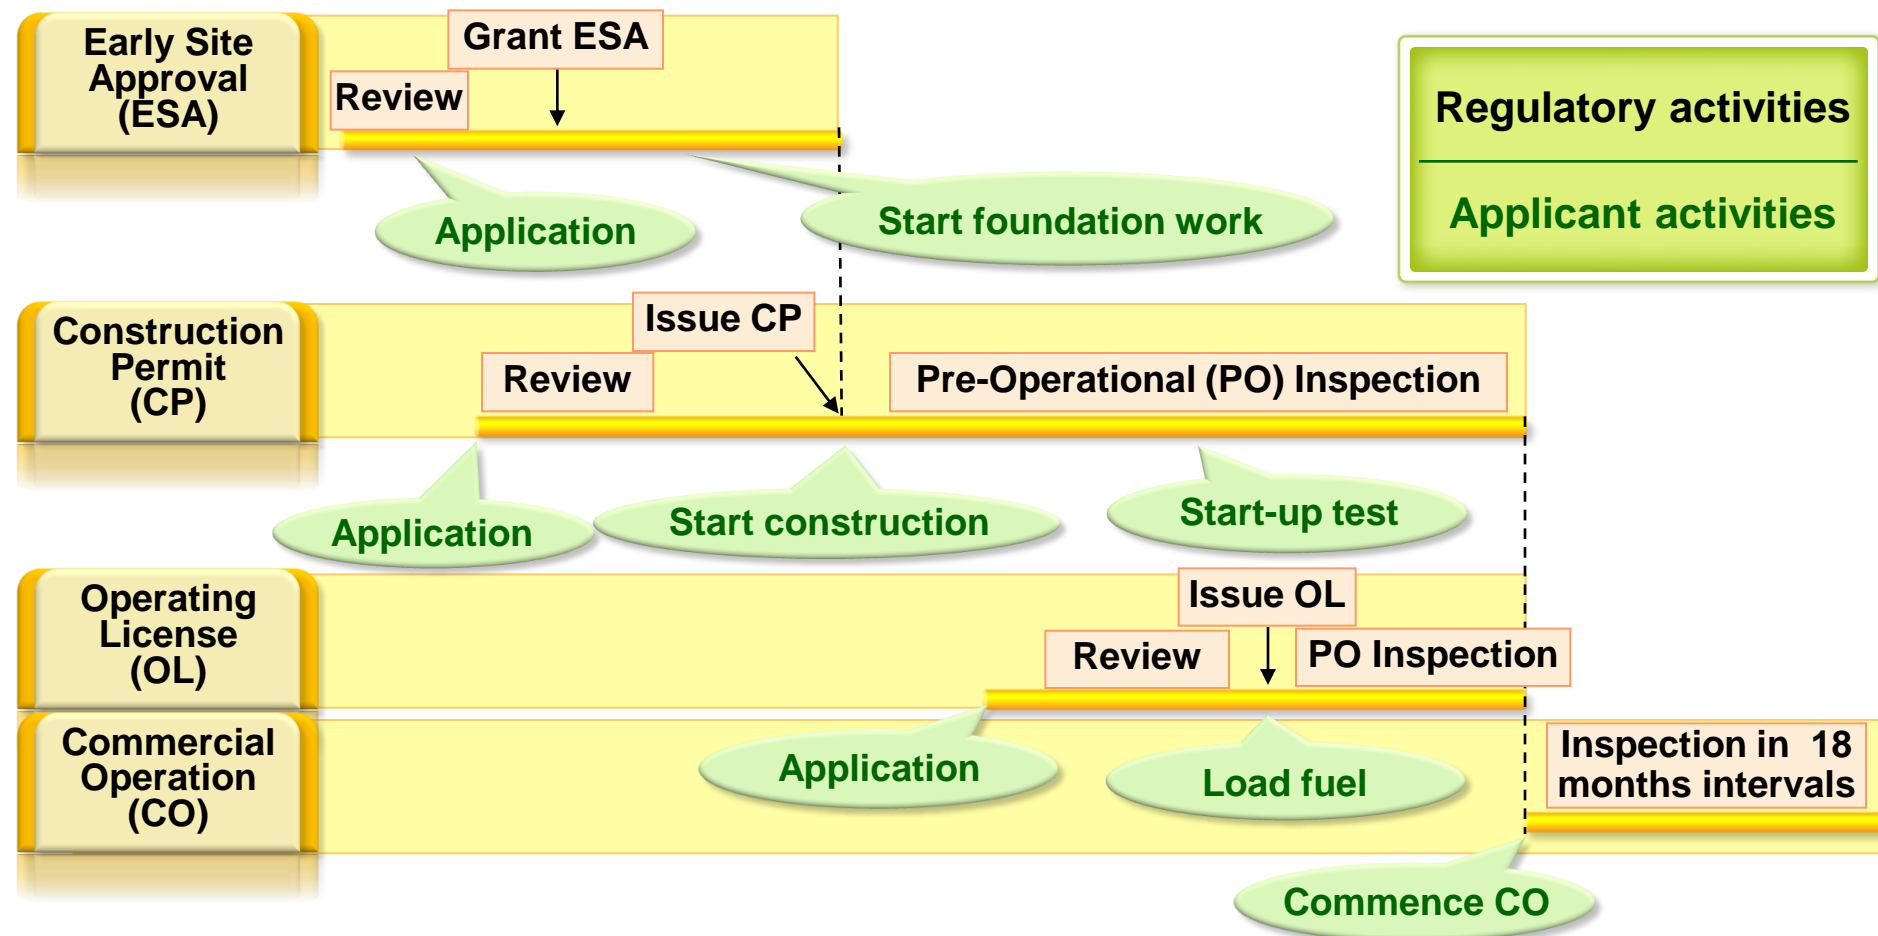 Early Site
Approval
(ESA)
Grant ESA
Review
Application
Start foundation work
Regulatory activities
Applicant activities
Construction
Permit
(CP)
Issue CP
Review
Pre-Operational (PO) Inspection
Application
Start construction
Start-up test
Operating
License
(OL)
Issue OL
Review
PO Inspection
Application
Load fuel
Commercial
Operation
(CO)
Inspection in 18
months intervals
Commence CO